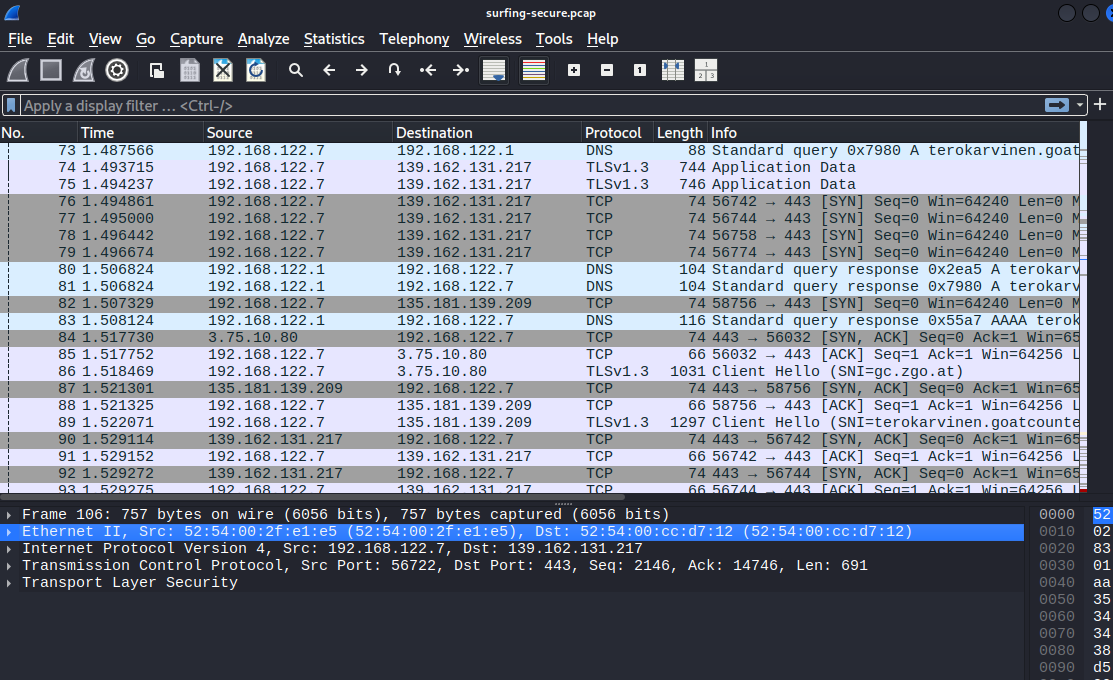 surfing-secure.pcap
File Edit View Go Capture Analyze Statistics Telephony Wireless Tools Help
Apply a display filter … <Ctrl-/>
No. Time Source Destination Protocol Length Info
73 1.487566 192.168.122.7 192.168.122.1 DNS 88 Standard query 0x7980 A terokarvinen.goat
74 1.493715 192.168.122.7 139.162.131.217 TLSv1.3 744 Application Data
75 1.494237 192.168.122.7 139.162.131.217 TLSv1.3 746 Application Data
76 1.494861 192.168.122.7 139.162.131.217 TCP 74 56742 → 443 [SYN] Seq=0 Win=64240 Len=0 M
77 1.495000 192.168.122.7 139.162.131.217 TCP 74 56744 → 443 [SYN] Seq=0 Win=64240 Len=0 M
78 1.496442 192.168.122.7 139.162.131.217 TCP 74 56758 → 443 [SYN] Seq=0 Win=64240 Len=0 M
79 1.496674 192.168.122.7 139.162.131.217 TCP 74 56774 → 443 [SYN] Seq=0 Win=64240 Len=0 M
80 1.506824 192.168.122.1 192.168.122.7 DNS 104 Standard query response 0x2ea5 A terokarv
81 1.506824 192.168.122.1 192.168.122.7 DNS 104 Standard query response 0x7980 A terokarv
82 1.507329 192.168.122.7 135.181.139.209 TCP 74 58756 → 443 [SYN] Seq=0 Win=64240 Len=0 M
83 1.508124 192.168.122.1 192.168.122.7 DNS 116 Standard query response 0x55a7 AAAA terok
84 1.517730 3.75.10.80 192.168.122.7 TCP 74 443 → 56032 [SYN, ACK] Seq=0 Ack=1 Win=65
85 1.517752 192.168.122.7 3.75.10.80 TCP 66 56032 → 443 [ACK] Seq=1 Ack=1 Win=64256 L
86 1.518469 192.168.122.7 3.75.10.80 TLSv1.3 1031 Client Hello (SNI=gc.zgo.at)
87 1.521301 135.181.139.209 192.168.122.7 TCP 74 443 → 58756 [SYN, ACK] Seq=0 Ack=1 Win=65
88 1.521325 192.168.122.7 135.181.139.209 TCP 66 58756 → 443 [ACK] Seq=1 Ack=1 Win=64256 L
89 1.522071 192.168.122.7 135.181.139.209 TLSv1.3 1297 Client Hello (SNI=terokarvinen.goatcounte
90 1.529114 139.162.131.217 192.168.122.7 TCP 74 443 → 56742 [SYN, ACK] Seq=0 Ack=1 Win=65
91 1.529152 192.168.122.7 139.162.131.217 TCP 66 56742 → 443 [ACK] Seq=1 Ack=1 Win=64256 L
92 1.529272 139.162.131.217 192.168.122.7 TCP 74 443 → 56744 [SYN, ACK] Seq=0 Ack=1 Win=65
93 1.529275 192.168.122.7 139.162.131.217 TCP 66 56744 → 443 [ACK] Seq=1 Ack=1 Win=64256 L
Frame 106: 757 bytes on wire (6056 bits), 757 bytes captured (6056 bits)
Ethernet II, Src: 52:54:00:2f:e1:e5 (52:54:00:2f:e1:e5), Dst: 52:54:00:cc:d7:12 (52:54:00:cc:d7:12)
Internet Protocol Version 4, Src: 192.168.122.7, Dst: 139.162.131.217
Transmission Control Protocol, Src Port: 56722, Dst Port: 443, Seq: 2146, Ack: 14746, Len: 691
Transport Layer Security
0000 52
0010 02
0020 83
0030 01
0040 aa
0050 35
0060 34
0070 34
0080 38
0090 d5